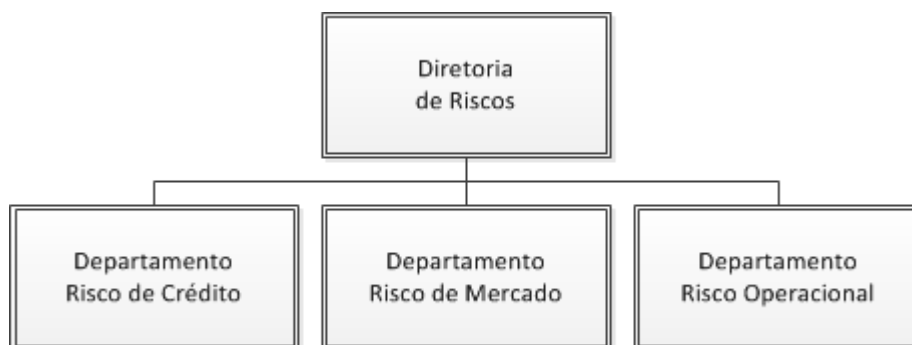 Diretoria
de Riscos
Departamento
Risco de Crédito
Departamento
Risco de Mercado
Departamento
Risco Operacional